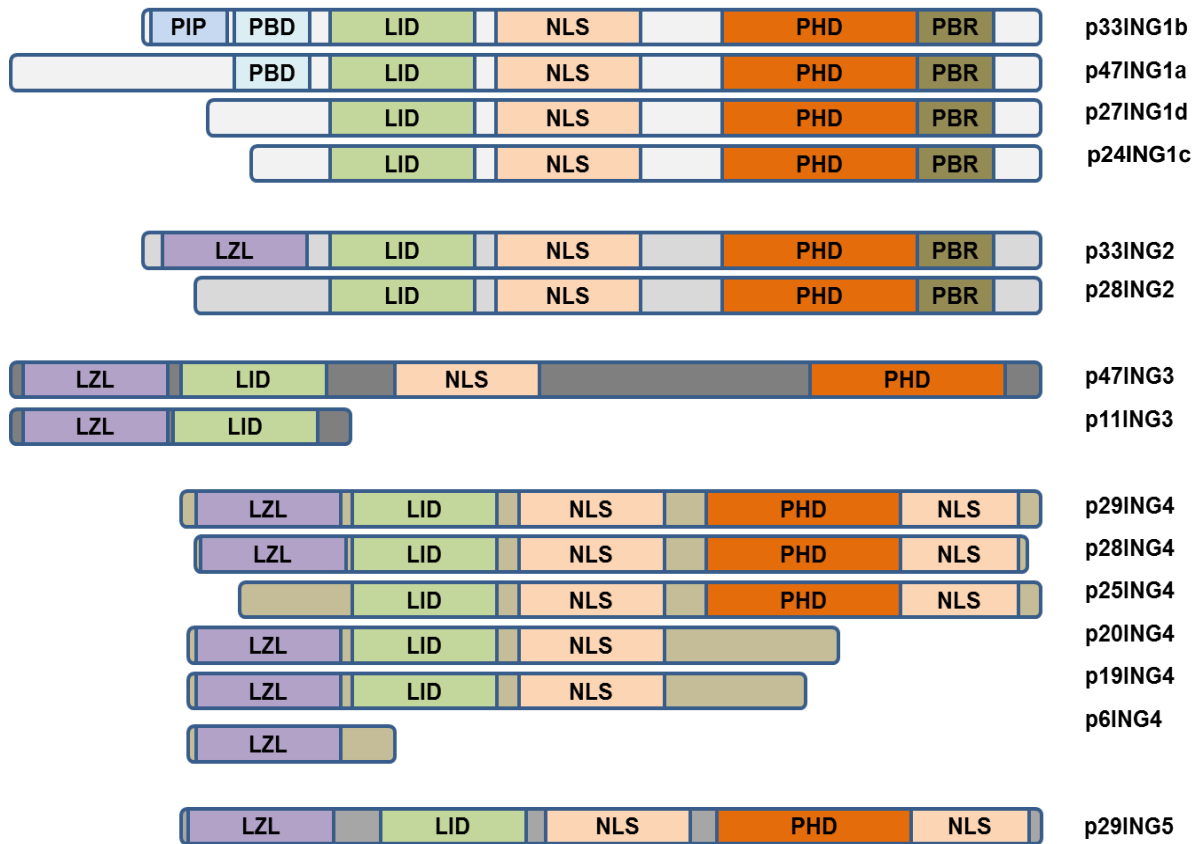 PIP PBD LID NLS PHD PBR p33ING1b
PBD LID NLS PHD PBR p47ING1a
LID NLS PHD PBR p27ING1d
LID NLS PHD PBR p24ING1c
LZL LID NLS PHD PBR p33ING2
LID NLS PHD PBR p28ING2
LZL LID NLS PHD p47ING3
LZL LID p11ING3
LZL LID NLS PHD NLS p29ING4
LZL LID NLS PHD NLS p28ING4
LID NLS PHD NLS p25ING4
LZL LID NLS p20ING4
LZL LID NLS p19ING4
LZL p6ING4
LZL LID NLS PHD NLS p29ING5